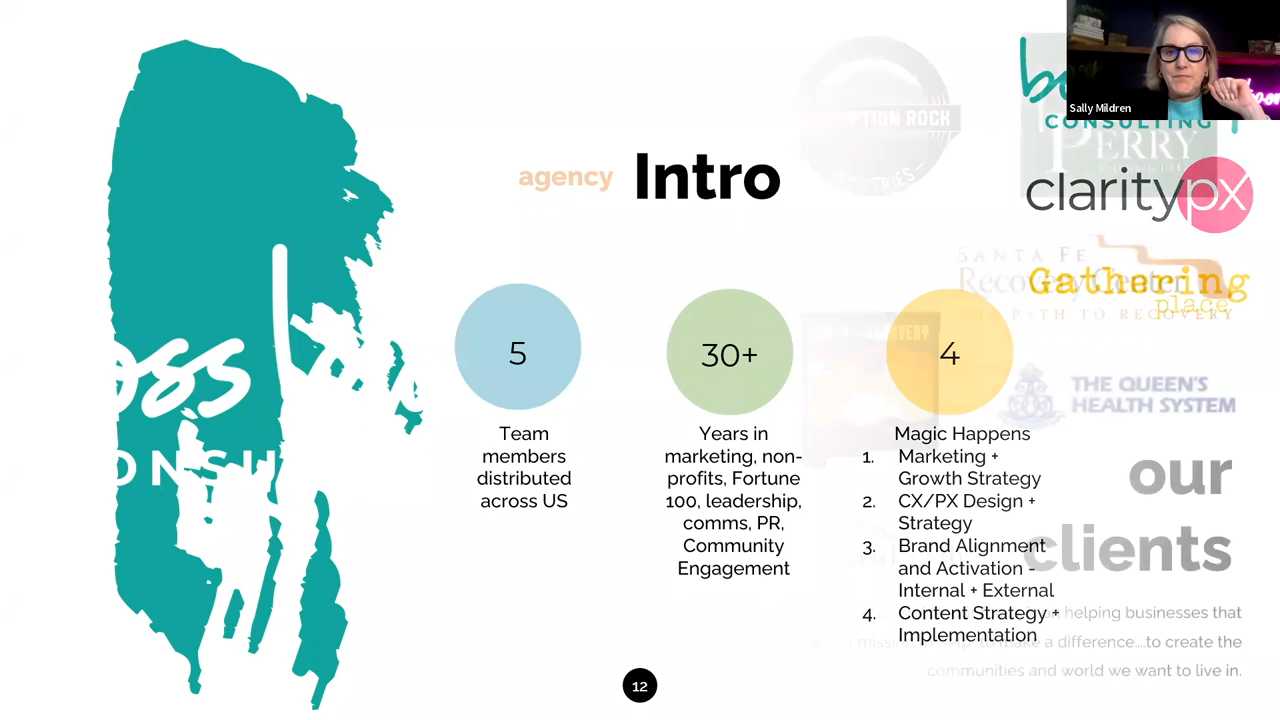 Sally Mildren
CONSULTING
PERRY
claritypx
agency Intro
SANTA FE
Gathering
place
PATH TO RECOVERY
5
30+
4
THE QUEEN'S
HEALTH SYSTEM
Team
members
distributed
across US
Years in
marketing, non-
profits, Fortune
100, leadership,
comms, PR,
Community
Engagement
Magic Happens
1. Marketing +
Growth Strategy
2. CX/PX Design +
Strategy
3. Brand Alignment
and Activation -
Internal + External
4. Content Strategy +
Implementation
our
clients
helping businesses that
to make a difference....to create the
communities and world we want to live in.
12